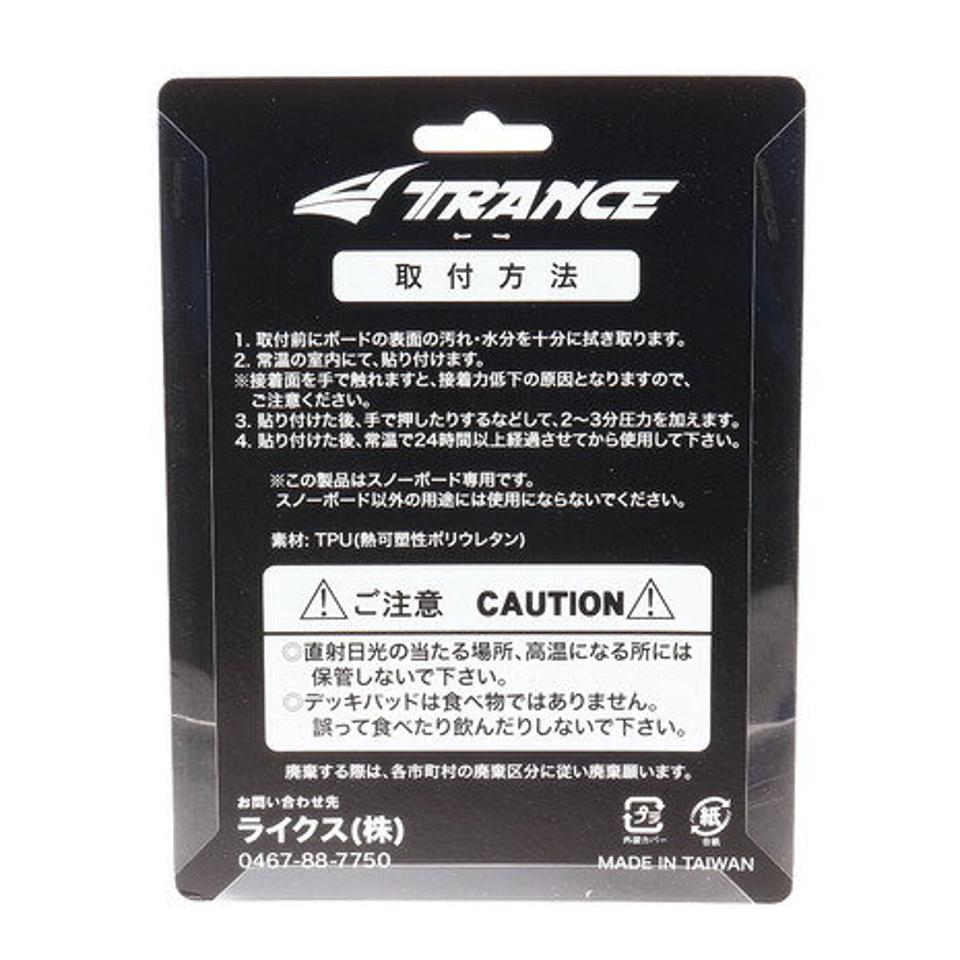 TRANCE
取付方法
1. 取付前にボードの表面の汚れ・水分を十分に拭き取ります。
2. 常温の室内にて、貼り付けます。
※接着面を手で触れますと、接着力低下の原因となりますので、
ご注意ください。
3. 貼り付けた後、手で押したりするなどして、2〜3分圧力を加えます。
4. 貼り付けた後、常温で24時間以上経過させてから使用して下さい。
※この製品はスノーボード専用です。
スノーボード以外の用途には使用にならないでください。
素材: TPU(熱可塑性ポリウレタン)
ご注意 CAUTION
◎直射日光の当たる場所、高温になる所には
保管しないで下さい。
◎デッキパッドは食べ物ではありません。
誤って食べたり飲んだりしないで下さい。
廃棄する際は、各市町村の廃棄区分に従い廃棄願います。
お問い合わせ先
ライクス(株)
0467-88-7750
プラ
外装カバー
紙
台紙
MADE IN TAIWAN